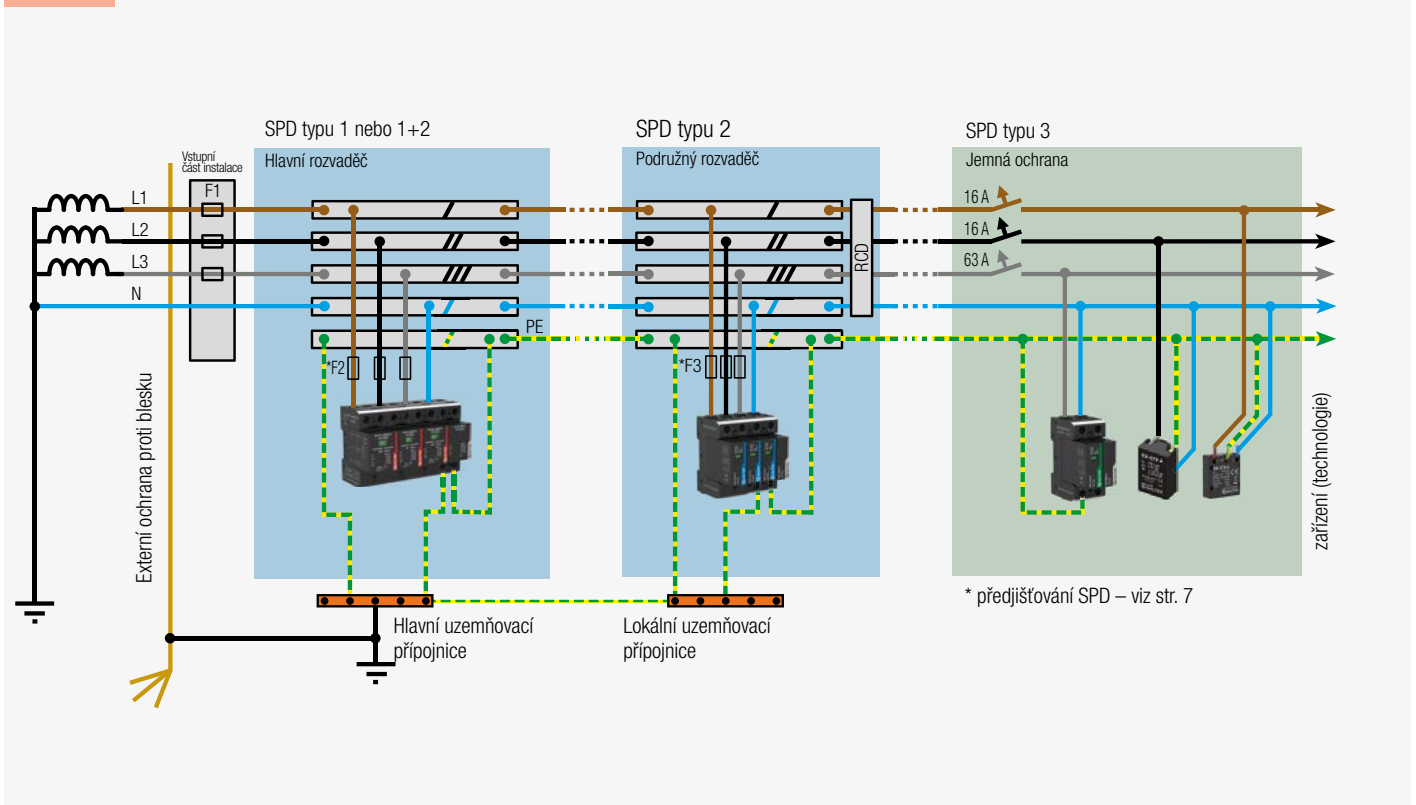 SPD typu 1 nebo 1+2
Hlavní rozvaděč
SPD typu 2
Podružný rozvaděč
SPD typu 3
Jemná ochrana
Vstupní
část instalace
F1
L1
L2
L3
N
PE
*F2
*F3
RCD
16 A
16 A
63 A
Externí ochrana proti blesku
zařízení (technologie)
* předjišťování SPD – viz str. 7
Hlavní uzemňovací
přípojnice
Lokální uzemňovací
přípojnice